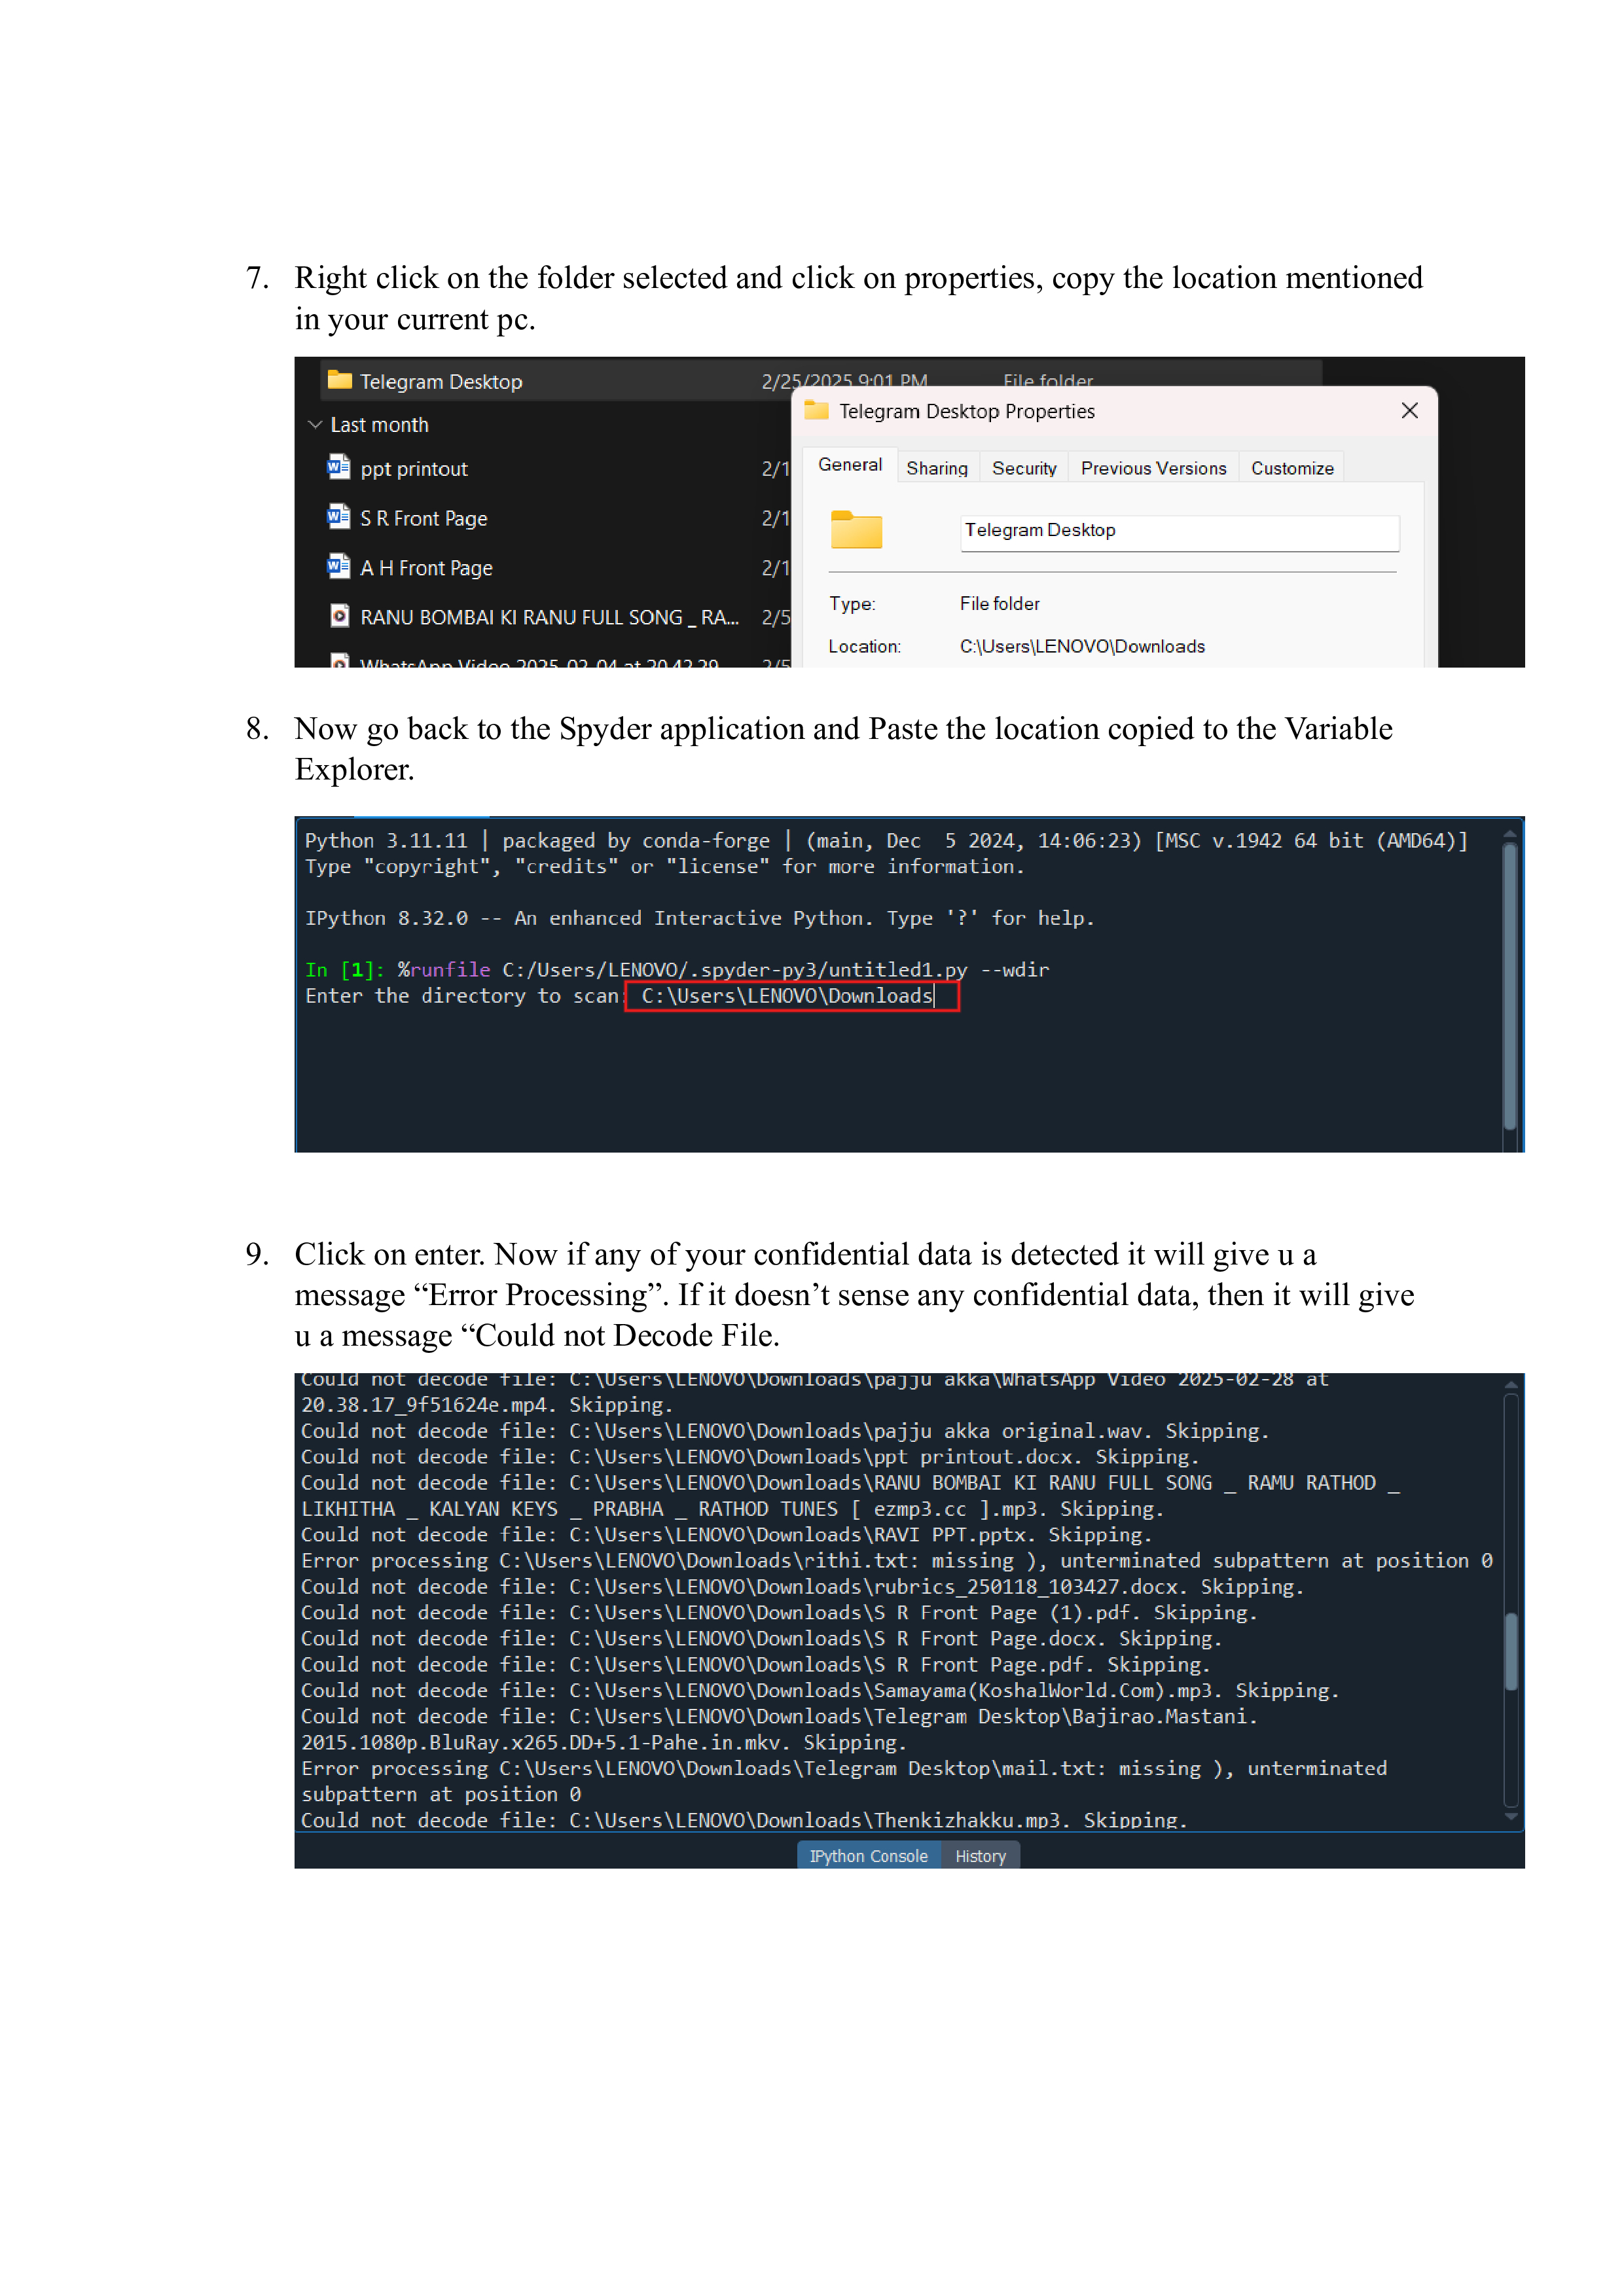 7. Right click on the folder selected and click on properties, copy the location mentioned
in your current pc.
Telegram Desktop 2/25/2025 9:01 PM File folder
Telegram Desktop Properties
Last month
General Sharing Security Previous Versions Customize
ppt printout 2/1
S R Front Page 2/1
Telegram Desktop
A H Front Page 2/1
Type: File folder
RANU BOMBAI KI RANU FULL SONG _ RA... 2/5
Location: C:\Users\LENOVO\Downloads
WhatsApp Video 2025-02-04 at 20.42.29 2/5
8. Now go back to the Spyder application and Paste the location copied to the Variable
Explorer.
Python 3.11.11 | packaged by conda-forge | (main, Dec  5 2024, 14:06:23) [MSC v.1942 64 bit (AMD64)]
Type "copyright", "credits" or "license" for more information.
IPython 8.32.0 -- An enhanced Interactive Python. Type '?' for help.
In [1]: %runfile C:/Users/LENOVO/.spyder-py3/untitled1.py --wdir
Enter the directory to scan: C:\Users\LENOVO\Downloads
9. Click on enter. Now if any of your confidential data is detected it will give u a
message “Error Processing”. If it doesn’t sense any confidential data, then it will give
u a message “Could not Decode File.
Could not decode file: C:\Users\LENOVO\Downloads\pajju akka\WhatsApp Video 2025-02-28 at
20.38.17_9f51624e.mp4. Skipping.
Could not decode file: C:\Users\LENOVO\Downloads\pajju akka original.wav. Skipping.
Could not decode file: C:\Users\LENOVO\Downloads\ppt printout.docx. Skipping.
Could not decode file: C:\Users\LENOVO\Downloads\RANU BOMBAI KI RANU FULL SONG _ RAMU RATHOD _
LIKHITHA _ KALYAN KEYS _ PRABHA _ RATHOD TUNES [ ezmp3.cc ].mp3. Skipping.
Could not decode file: C:\Users\LENOVO\Downloads\RAVI PPT.pptx. Skipping.
Error processing C:\Users\LENOVO\Downloads\rithi.txt: missing ), unterminated subpattern at position 0
Could not decode file: C:\Users\LENOVO\Downloads\rubrics_250118_103427.docx. Skipping.
Could not decode file: C:\Users\LENOVO\Downloads\S R Front Page (1).pdf. Skipping.
Could not decode file: C:\Users\LENOVO\Downloads\S R Front Page.docx. Skipping.
Could not decode file: C:\Users\LENOVO\Downloads\S R Front Page.pdf. Skipping.
Could not decode file: C:\Users\LENOVO\Downloads\Samayama(KoshalWorld.Com).mp3. Skipping.
Could not decode file: C:\Users\LENOVO\Downloads\Telegram Desktop\Bajirao.Mastani.
2015.1080p.BluRay.x265.DD+5.1-Pahe.in.mkv. Skipping.
Error processing C:\Users\LENOVO\Downloads\Telegram Desktop\mail.txt: missing ), unterminated
subpattern at position 0
Could not decode file: C:\Users\LENOVO\Downloads\Thenkizhakku.mp3. Skipping.
IPython Console History